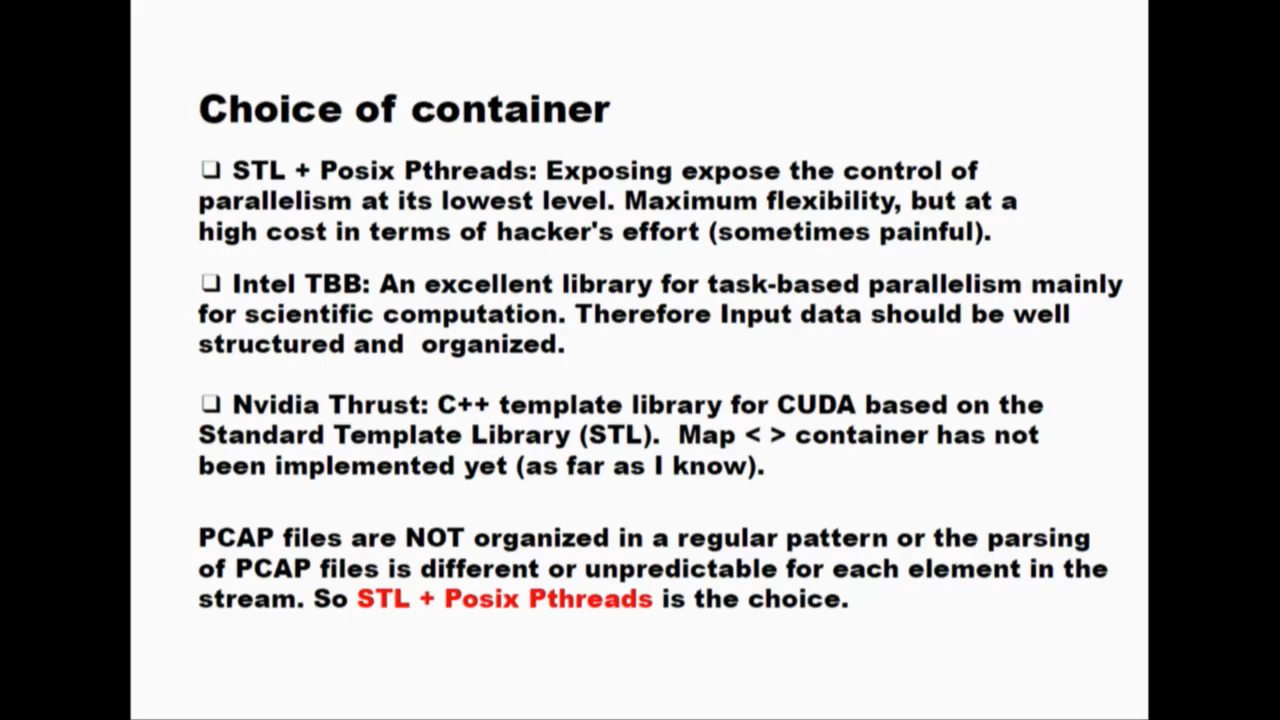 Choice of container
❑ STL + Posix Pthreads: Exposing expose the control of
parallelism at its lowest level. Maximum flexibility, but at a
high cost in terms of hacker's effort (sometimes painful).
❑ Intel TBB: An excellent library for task-based parallelism mainly
for scientific computation. Therefore Input data should be well
structured and  organized.
❑ Nvidia Thrust: C++ template library for CUDA based on the
Standard Template Library (STL).  Map < > container has not
been implemented yet (as far as I know).
PCAP files are NOT organized in a regular pattern or the parsing
of PCAP files is different or unpredictable for each element in the
stream. So STL + Posix Pthreads is the choice.